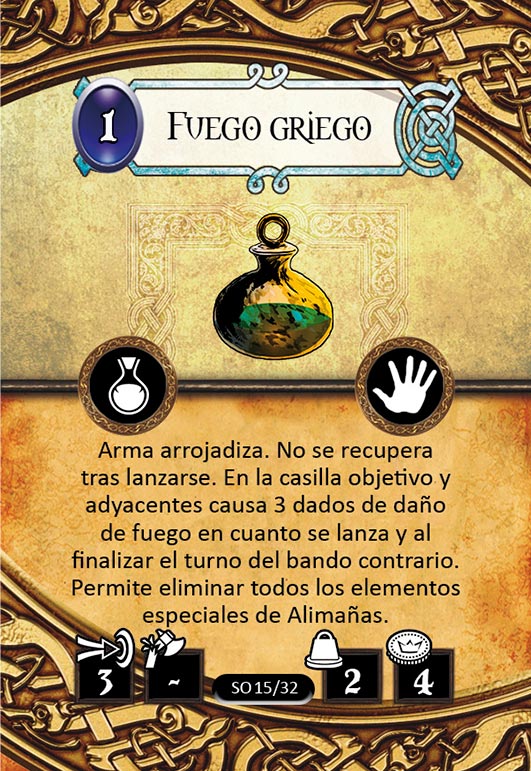 1
FUEGO GRIEGO
Arma arrojadiza. No se recupera
tras lanzarse. En la casilla objetivo y
adyacentes causa 3 dados de daño
de fuego en cuanto se lanza y al
finalizar el turno del bando contrario.
Permite eliminar todos los elementos
especiales de Alimañas.
3 - SO 15/32 2 4